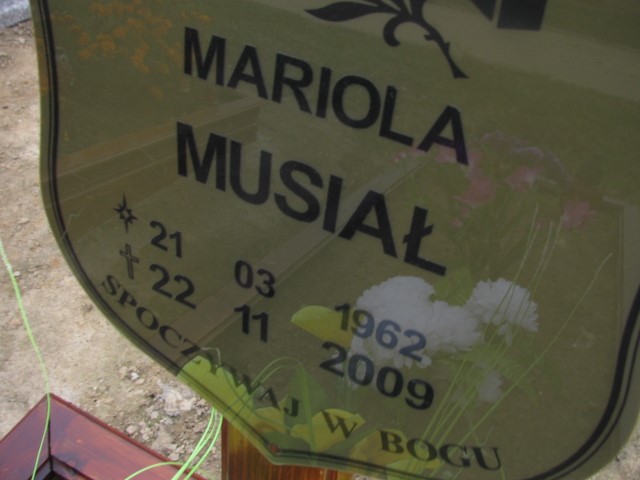 MARIOLA
MUSIAŁ
21 03 1962
22 11 2009
SPOCZYWAJ W BOGU